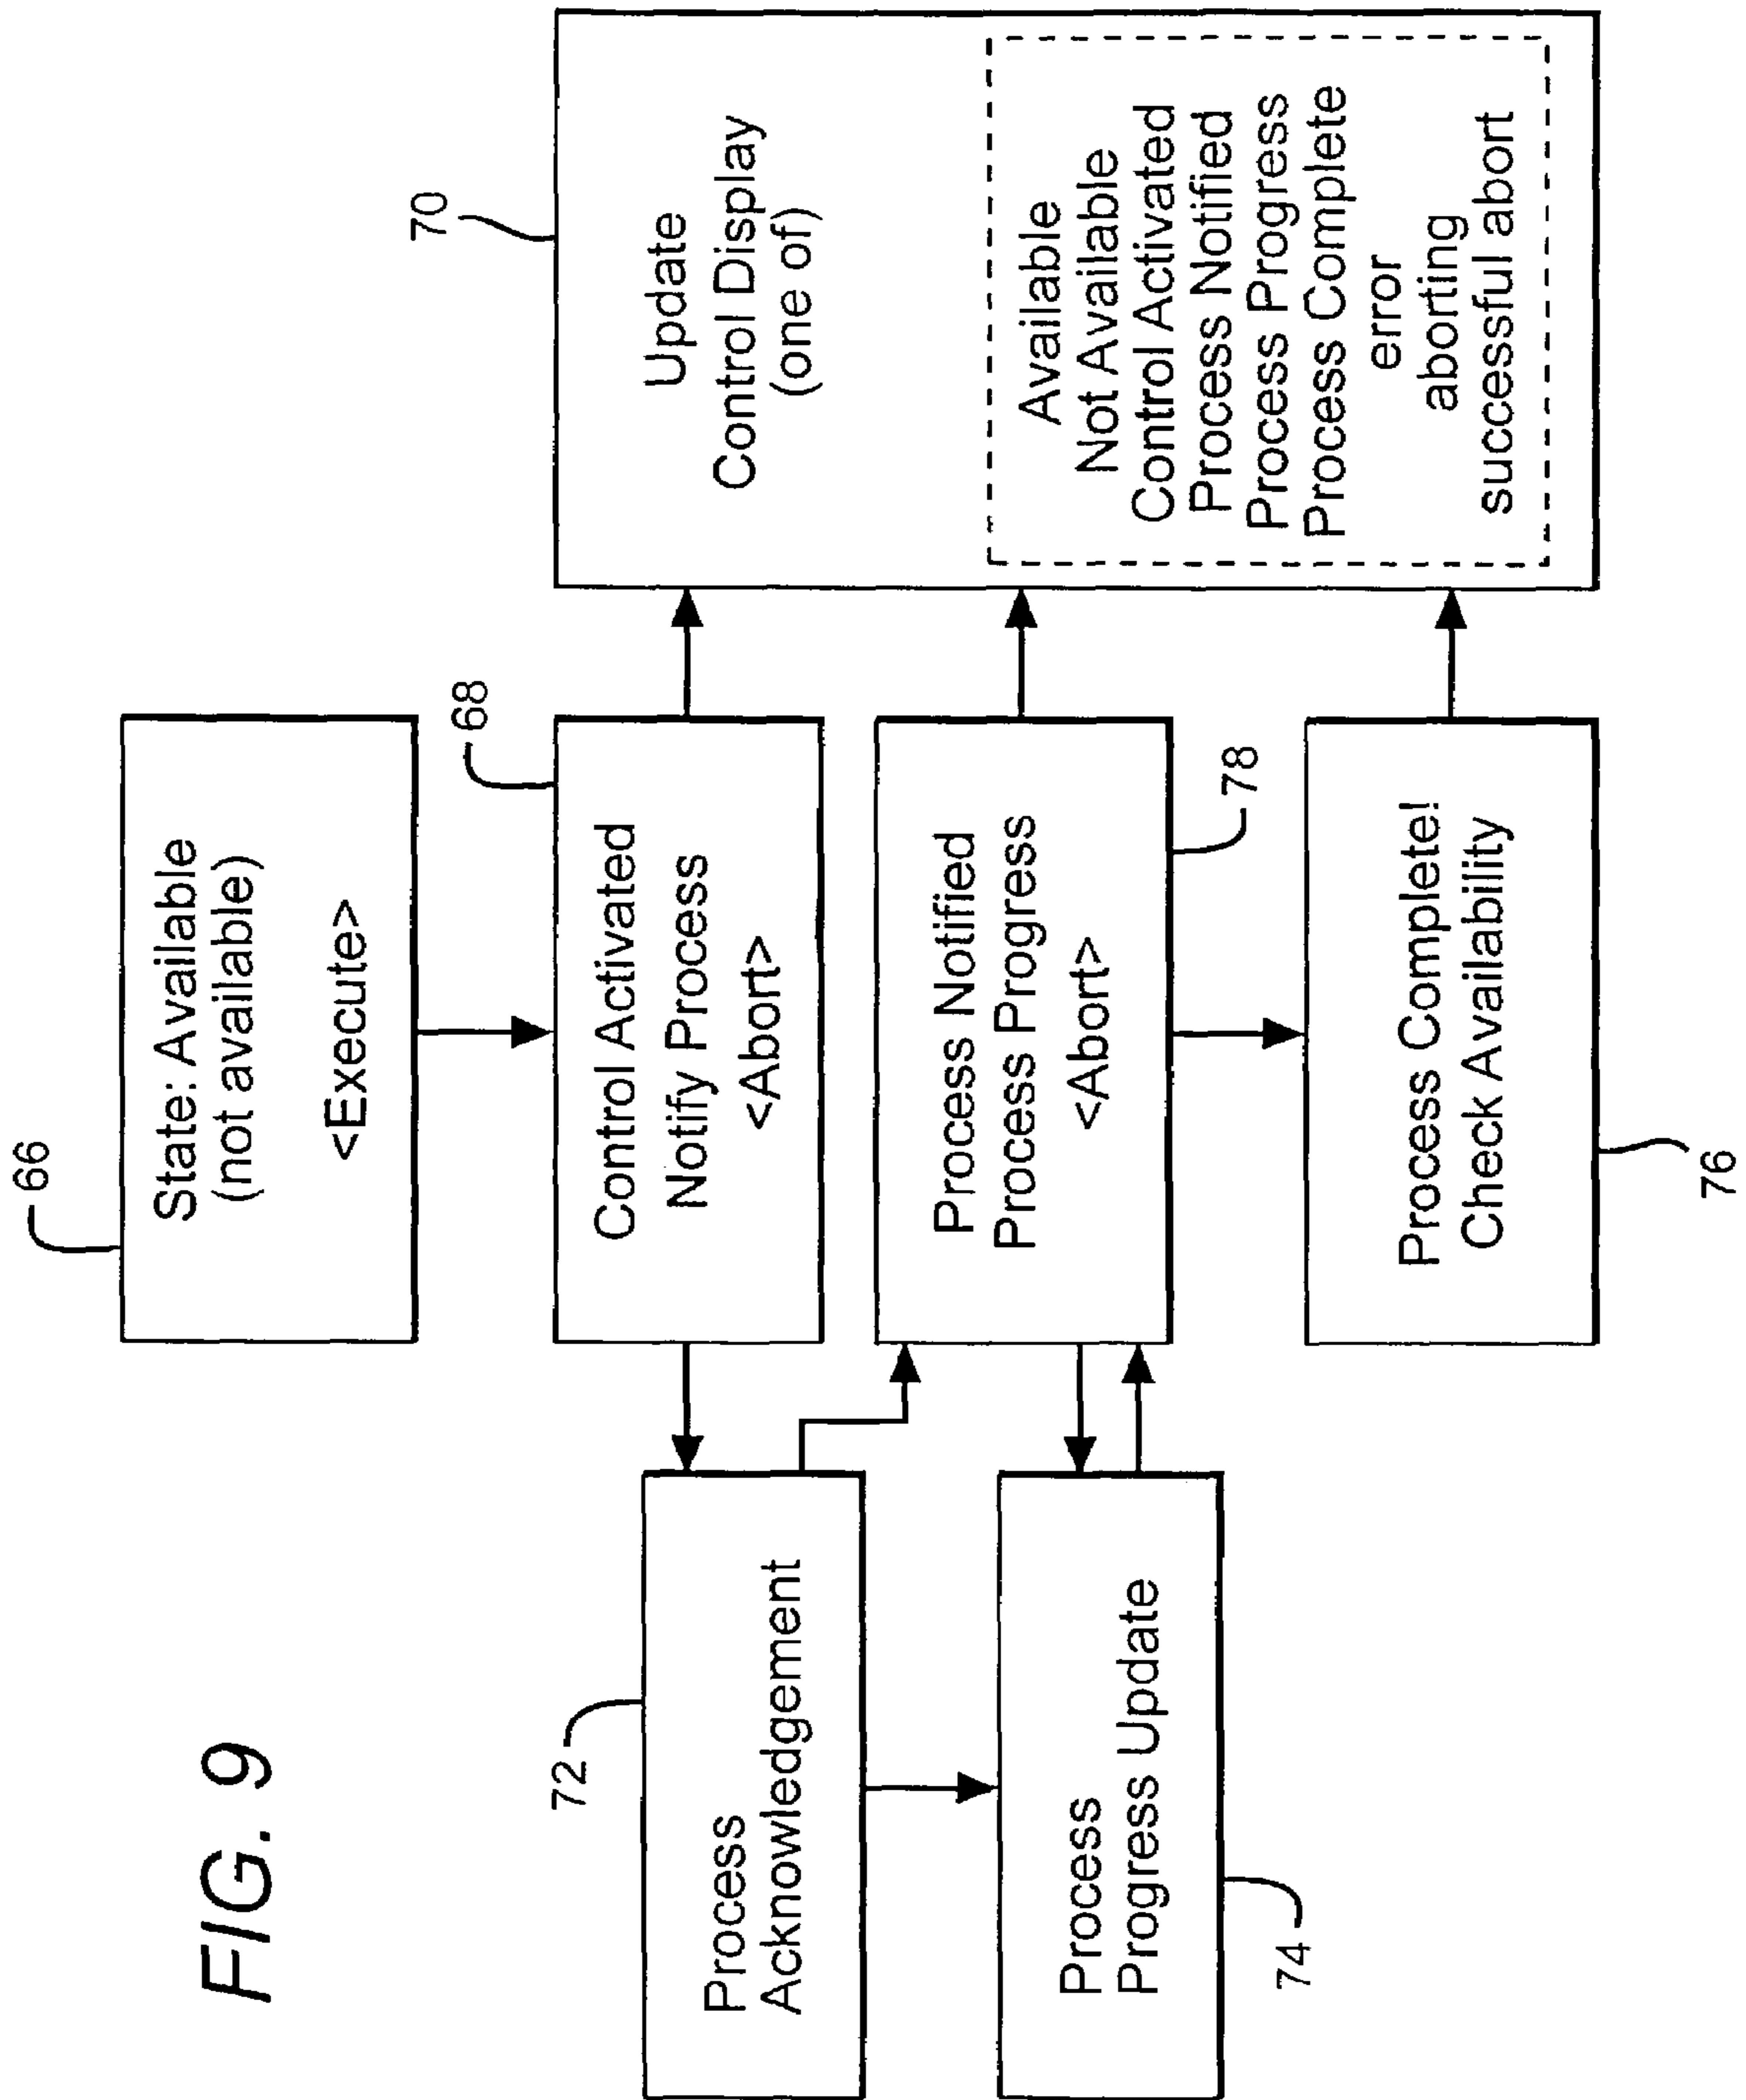 FIG. 9
66
State: Available
(not available)
<Execute>
68
Control Activated
Notify Process
<Abort>
70
Update
Control Display
(one of)
Available
Not Available
Control Activated
Process Notified
Process Progress
Process Complete
error
aborting
successful abort
72
Process
Acknowledgement
Process Notified
Process Progress
<Abort>
78
74
Process
Progress Update
Process Complete!
Check Availability
76